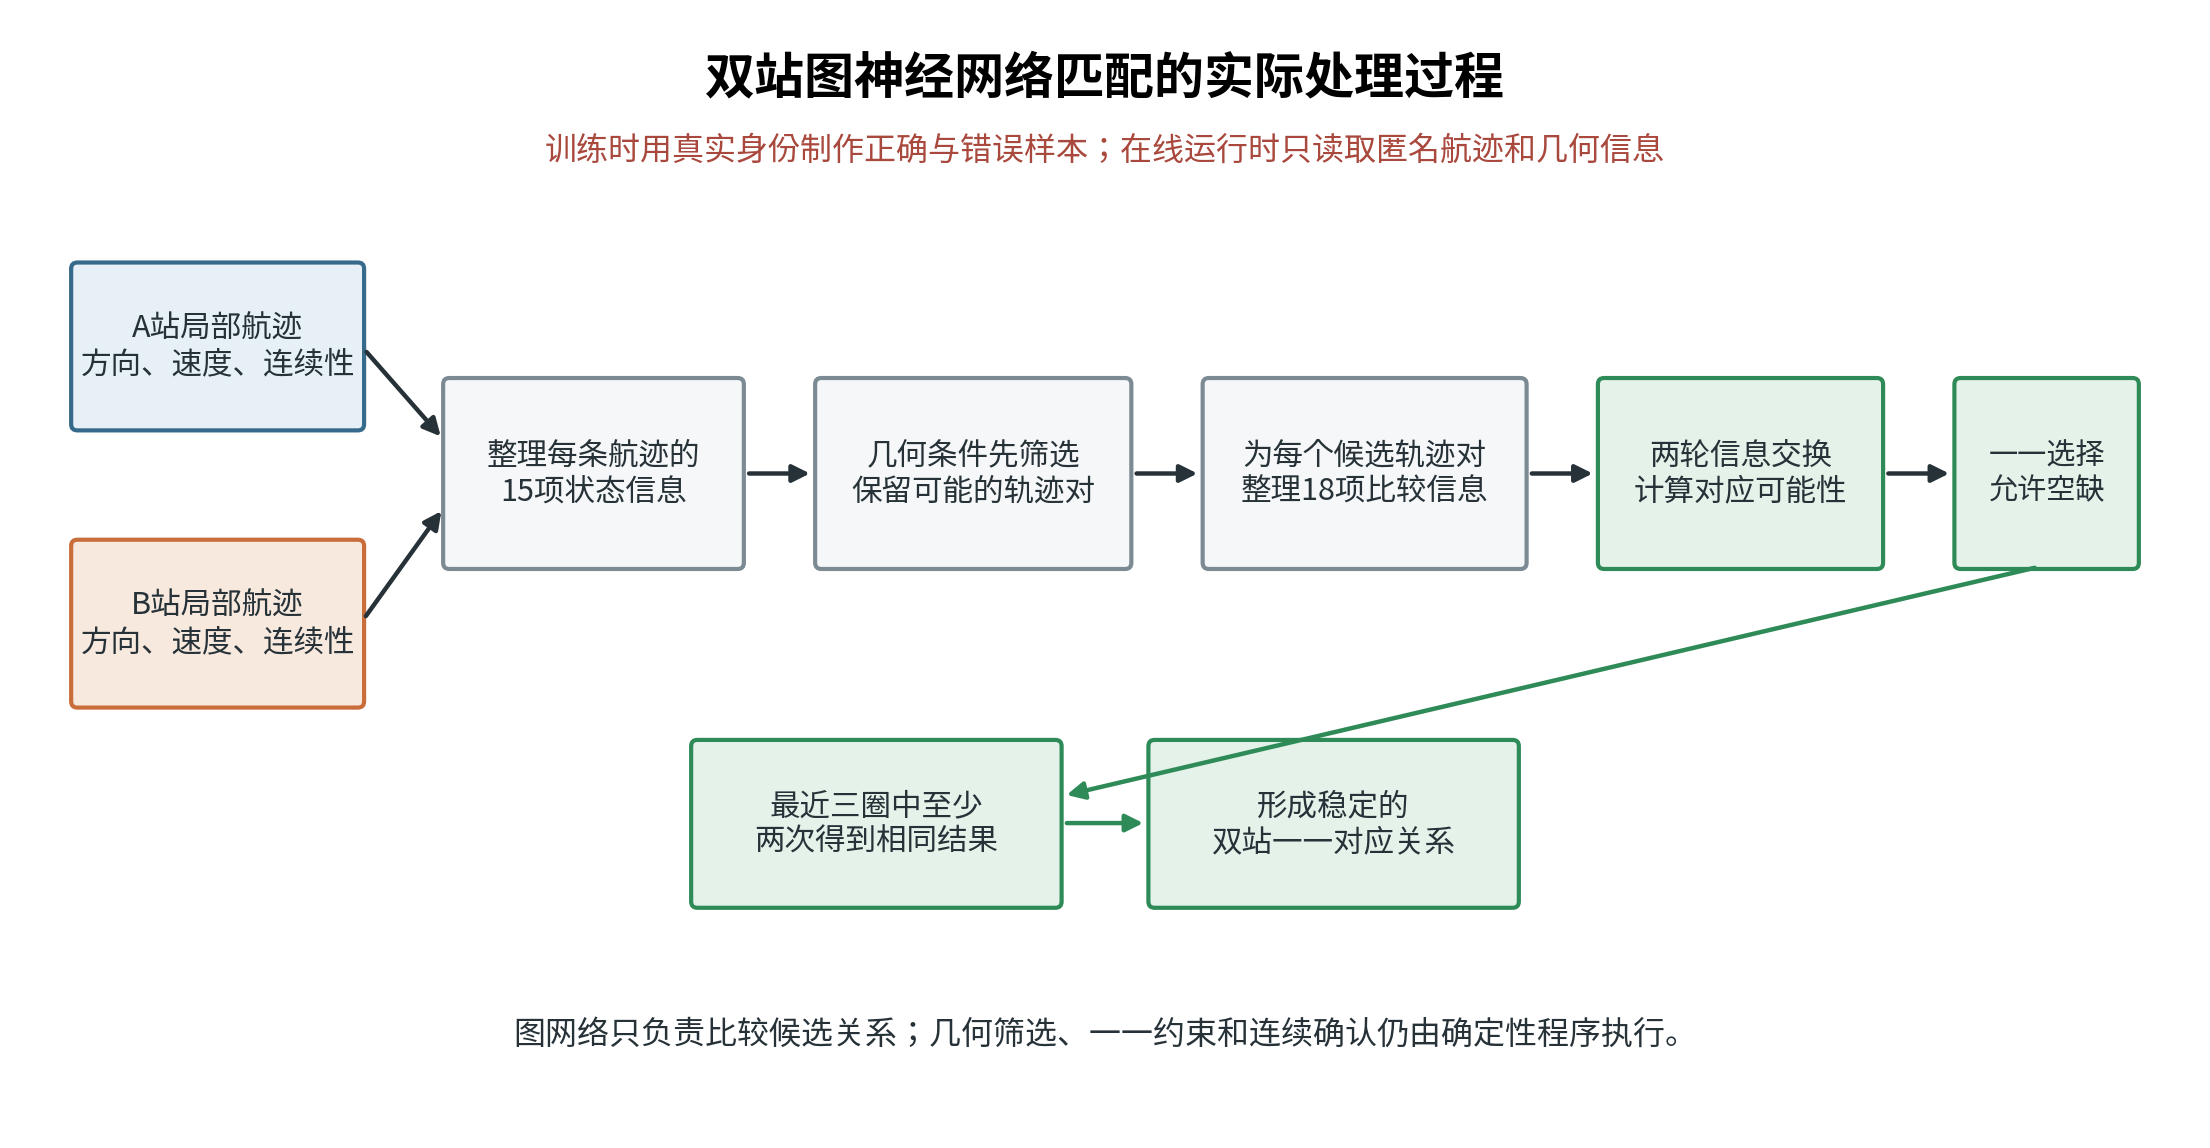 双站图神经网络匹配的实际处理过程
训练时用真实身份制作正确与错误样本；在线运行时只读取匿名航迹和几何信息
A站局部航迹
方向、速度、连续性
B站局部航迹
方向、速度、连续性
整理每条航迹的
15项状态信息
几何条件先筛选
保留可能的轨迹对
为每个候选轨迹对
整理18项比较信息
两轮信息交换
计算对应可能性
一一选择
允许空缺
最近三圈中至少
两次得到相同结果
形成稳定的
双站一一对应关系
图网络只负责比较候选关系；几何筛选、一一约束和连续确认仍由确定性程序执行。